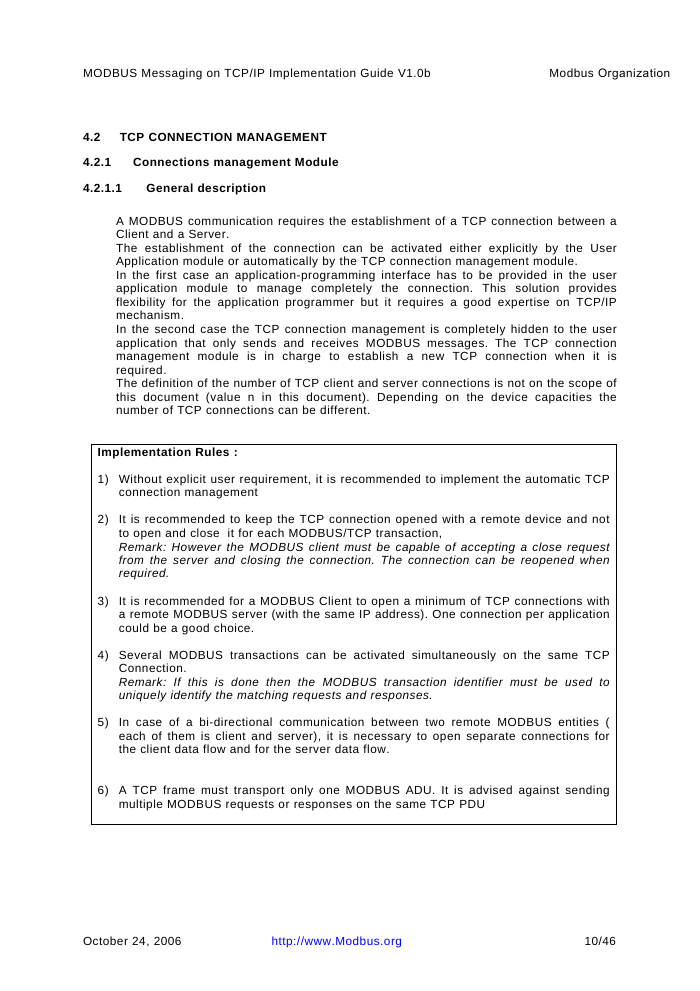 MODBUS Messaging on TCP/IP Implementation Guide V1.0b Modbus Organization
4.2 TCP CONNECTION MANAGEMENT
4.2.1 Connections management Module
4.2.1.1 General description
A MODBUS communication requires the establishment of a TCP connection between a
Client and a Server.
The establishment of the connection can be activated either explicitly by the User
Application module or automatically by the TCP connection management module.
In the first case an application-programming interface has to be provided in the user
application module to manage completely the connection. This solution provides
flexibility for the application programmer but it requires a good expertise on TCP/IP
mechanism.
In the second case the TCP connection management is completely hidden to the user
application that only sends and receives MODBUS messages. The TCP connection
management module is in charge to establish a new TCP connection when it is
required.
The definition of the number of TCP client and server connections is not on the scope of
this document (value n in this document). Depending on the device capacities the
number of TCP connections can be different.
Implementation Rules :
1) Without explicit user requirement, it is recommended to implement the automatic TCP
connection management
2) It is recommended to keep the TCP connection opened with a remote device and not
to open and close it for each MODBUS/TCP transaction,
Remark: However the MODBUS client must be capable of accepting a close request
from the server and closing the connection. The connection can be reopened when
required.
3) It is recommended for a MODBUS Client to open a minimum of TCP connections with
a remote MODBUS server (with the same IP address). One connection per application
could be a good choice.
4) Several MODBUS transactions can be activated simultaneously on the same TCP
Connection.
Remark: If this is done then the MODBUS transaction identifier must be used to
uniquely identify the matching requests and responses.
5) In case of a bi-directional communication between two remote MODBUS entities (
each of them is client and server), it is necessary to open separate connections for
the client data flow and for the server data flow.
6) A TCP frame must transport only one MODBUS ADU. It is advised against sending
multiple MODBUS requests or responses on the same TCP PDU
October 24, 2006 http://www.Modbus.org 10/46